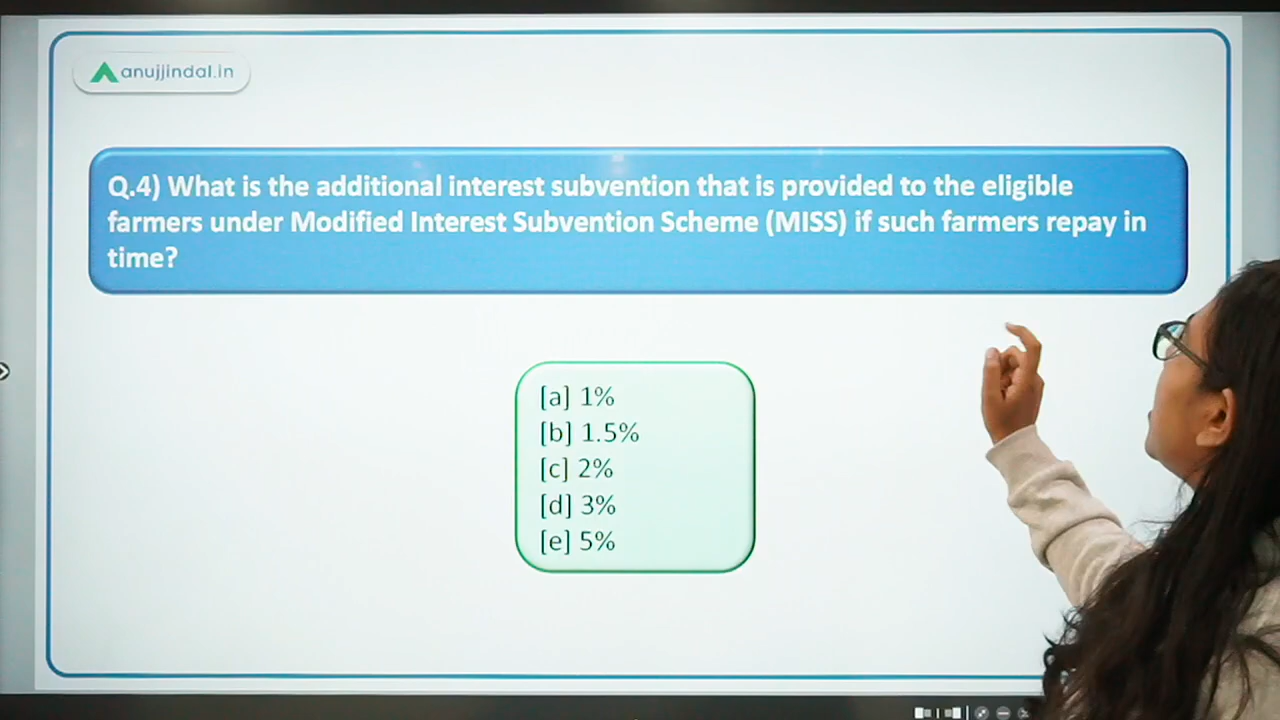 anujjindal.in
Q.4) What is the additional interest subvention that is provided to the eligible
farmers under Modified Interest Subvention Scheme (MISS) if such farmers repay in
time?
[a] 1%
[b] 1.5%
[c] 2%
[d] 3%
[e] 5%